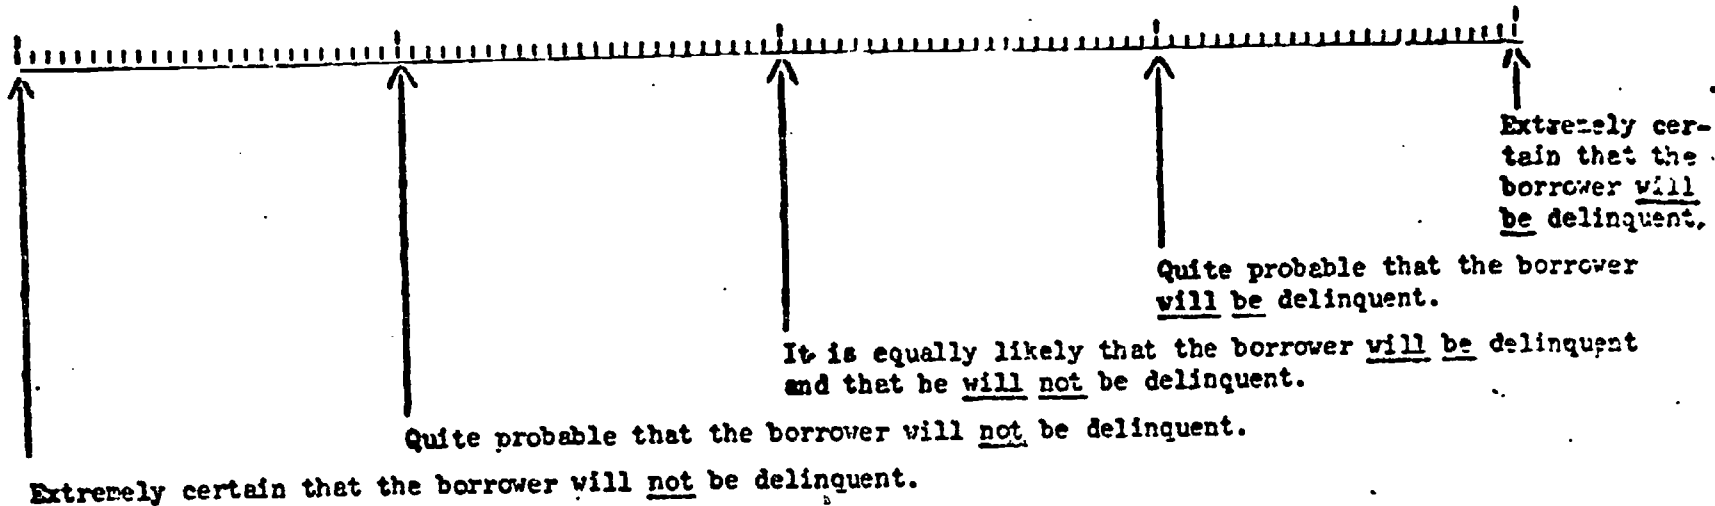 Extremely cer-
tain that the
borrower will
be delinquent.
Quite probable that the borrower
will be delinquent.
It is equally likely that the borrower will be delinquent
and that he will not be delinquent.
Quite probable that the borrower will not be delinquent.
Extremely certain that the borrower will not be delinquent.